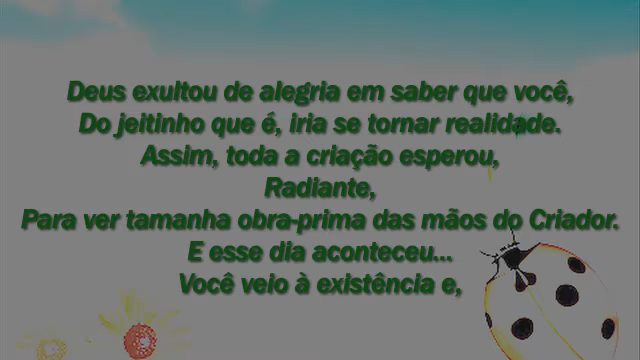 Deus exultou de alegria em saber que você,
Do jeitinho que é, iria se tornar realidade.
Assim, toda a criação esperou,
Radiante,
Para ver tamanha obra-prima das mãos do Criador.
E esse dia aconteceu...
Você veio à existência e,